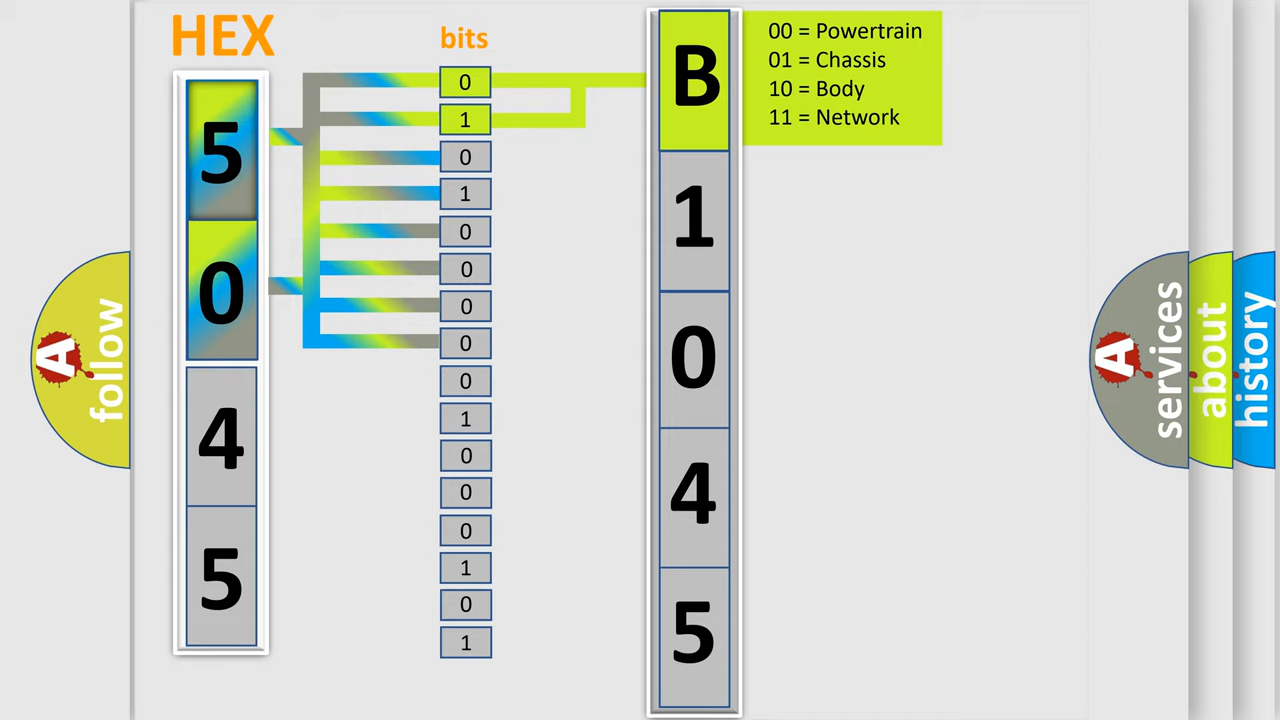 HEX
bits
5
0
4
5
0
1
0
1
0
0
0
0
0
1
0
0
0
1
0
1
B
1
0
4
5
00 = Powertrain
01 = Chassis
10 = Body
11 = Network
A
follow
A
services
about
history